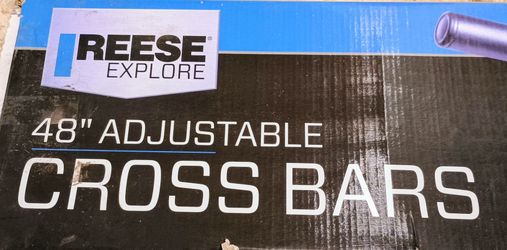 REESE
EXPLORE
48" ADJUSTABLE
CROSS BARS